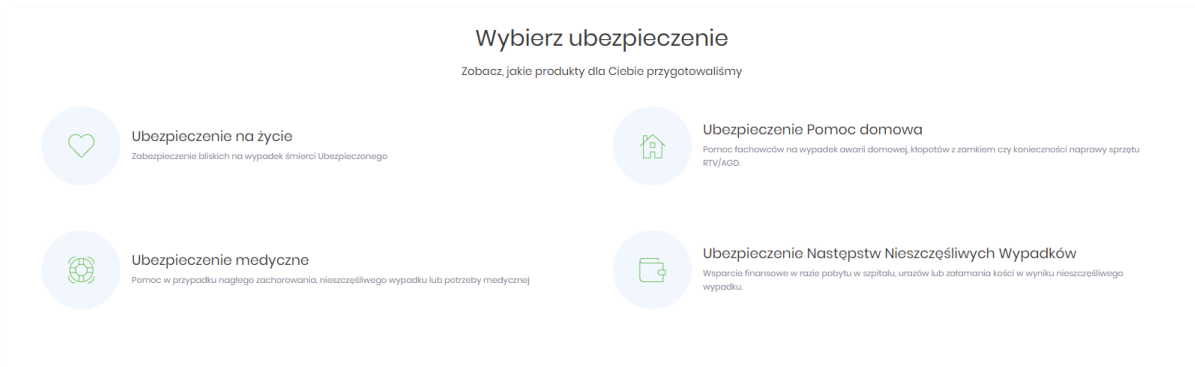 Wybierz ubezpieczenie
Zobacz, jakie produkty dla Ciebie przygotowaliśmy
Ubezpieczenie na życie
Zabezpieczenie bliskich na wypadek śmierci Ubezpieczonego
Ubezpieczenie Pomoc domowa
Pomoc fachowców na wypadek awarii domowej, kłopotów z zamkiem czy konieczności naprawy sprzętu
RTV/AGD.
Ubezpieczenie medyczne
Pomoc w przypadku nagłego zachorowania, nieszczęśliwego wypadku lub potrzeby medycznej
Ubezpieczenie Następstw Nieszczęśliwych Wypadków
Wsparcie finansowe w razie pobytu w szpitalu, urazów lub załamania kości w wyniku nieszczęśliwego
wypadku.